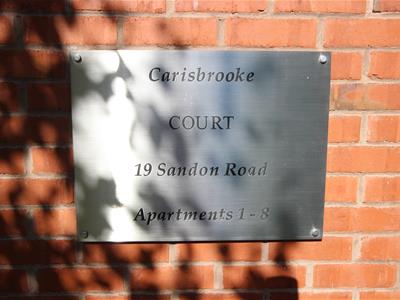 Carisbrooke
COURT
19 Sandon Road
Apartments 1 - 8